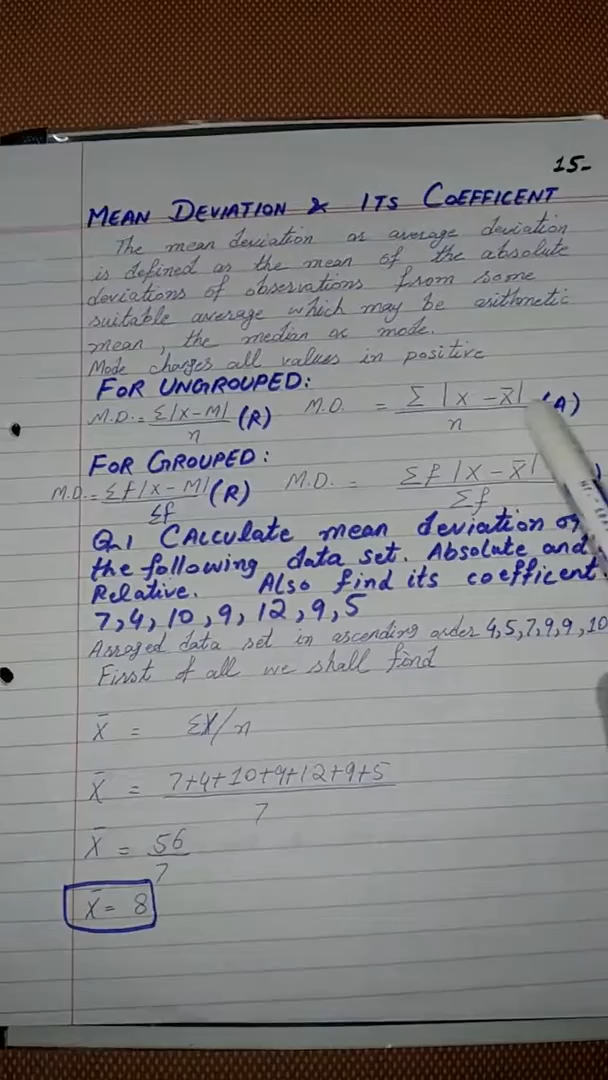 15-
MEAN DEVIATION & ITS COEFFICENT
The mean deviation or average deviation
is defined as the mean of the absolute
deviations of observations from some
suitable average which may be arithmetic
mean, the median or mode.
Mode charges all values in positive
FOR UNGROUPED:
M.D. = Σ|X-M|/n (R) M.D. = Σ|X-X̄|/n (A)
FOR GROUPED:
M.D. = Σf|X-M|/Σf (R) M.D. = Σf|X-X̄|/Σf
Q.1 CAlculate mean deviation of
the following data set. Absolute and
Relative. Also find its coefficent.
7,4,10,9,12,9,5
Arraged data set in ascending order 4,5,7,9,9,10
First of all we shall find
X̄ = ΣX/n
X̄ = 7+4+10+9+12+9+5/7
X̄ = 56/7
X̄ = 8